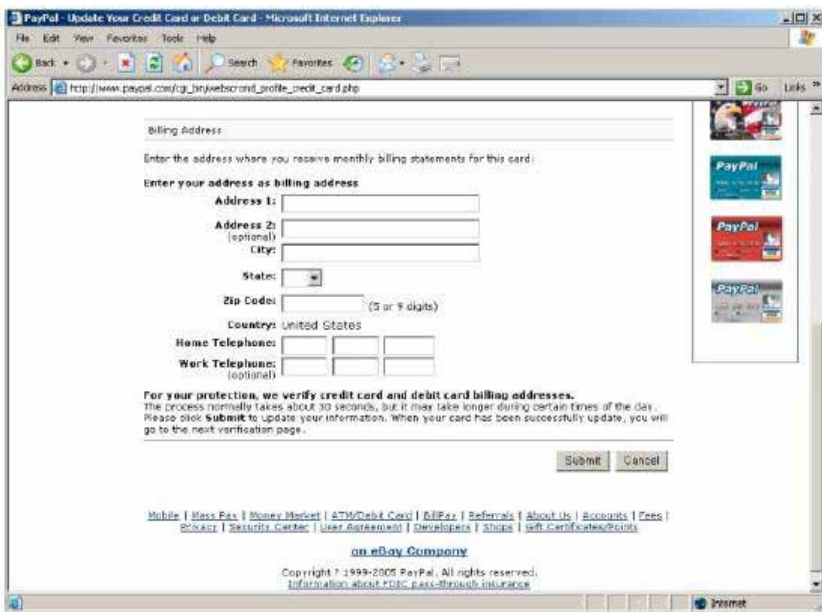 PayPal - Update Your Credit Card or Debit Card - Microsoft Internet Explorer
File Edit View Favorites Tools Help
Back Search Favorites
Address http://www.paypal.com/cgi_bin/webscrcmd_profile_credit_card.php Go Links »
Billing Address
Enter the address where you receive monthly billing statements for this card:
Enter your address as billing address
Address 1:
Address 2:
(optional)
City:
State:
Zip Code: (5 or 9 digits)
Country: United States
Home Telephone:
Work Telephone:
(optional)
PayPal
PayPal
PayPal
For your protection, we verify credit card and debit card billing addresses.
The process normally takes about 30 seconds, but it may take longer during certain times of the day.
Please click Submit to update your information. When your card has been successfully update, you will
go to the next verification page.
Submit Cancel
Mobile | Mass Pay | Money Market | ATM/Debit Card | BillPay | Referrals | About Us | Accounts | Fees |
Privacy | Security Center | User Agreement | Developers | Shops | Gift Certificates/Points
an eBay Company
Copyright ? 1999-2005 PayPal. All rights reserved.
Information about FDIC pass-through insurance
Internet